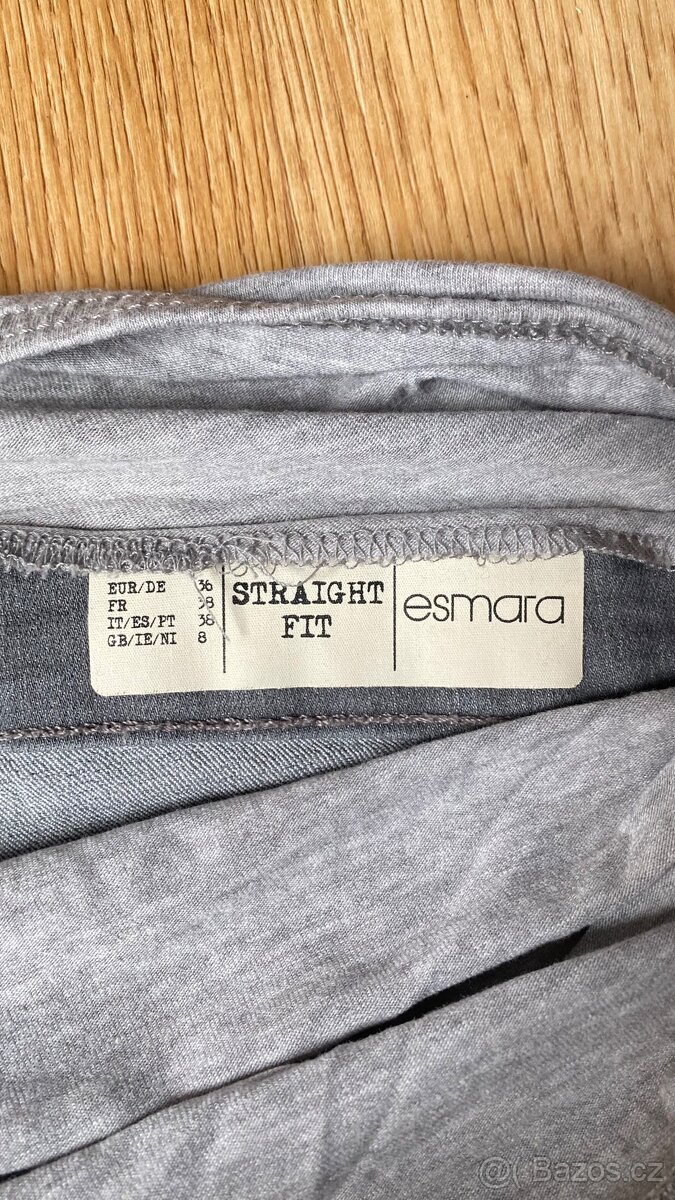 EUR/DE 36
FR 38
IT/ES/PT 38
GB/IE/NI 8
STRAIGHT
FIT
esmara
@ Bazos.cz